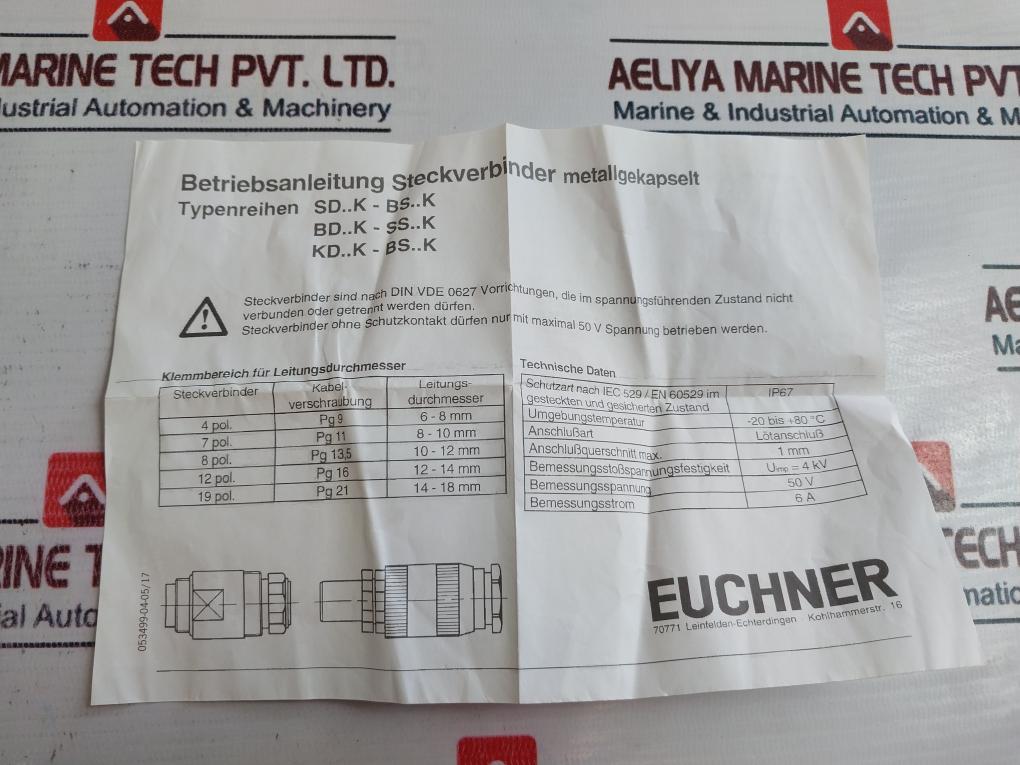 MARINE TECH PVT. LTD.
ustrial Automation & Machinery
AELIYA MARINE TECH PVT
Marine & Industrial Automation & M
Betriebsanleitung Steckverbinder metallgekapselt
Typenreihen SD..K - BS..K
BD..K - SS..K
KD..K - BS..K
Steckverbinder sind nach DIN VDE 0627 Vorrichtungen, die im spannungsführenden Zustand nicht
verbunden oder getrennt werden dürfen.
Steckverbinder ohne Schutzkontakt dürfen nur mit maximal 50 V Spannung betrieben werden.
Klemmbereich für Leitungsdurchmesser
Steckverbinder Kabel-verschraubung Leitungs-durchmesser
4 pol. Pg 9 6 - 8 mm
7 pol. Pg 11 8 - 10 mm
8 pol. Pg 13,5 10 - 12 mm
12 pol. Pg 16 12 - 14 mm
19 pol. Pg 21 14 - 18 mm
Technische Daten
Schutzart nach IEC 529 / EN 60529 im IP67
gesteckten und gesicherten Zustand
Umgebungstemperatur -20 bis +80 °C
Anschlußart Lötanschluß
Anschlußquerschnitt max. 1 mm
Bemessungsstoßspannungsfestigkeit Uimp = 4 kV
Bemessungsspannung 50 V
Bemessungsstrom 6 A
053499-04-05/17
EUCHNER
70771 Leinfelden-Echterdingen Kohlhammerstr. 16
AE
Ma
RINE T
ial Auto
ECH
matic